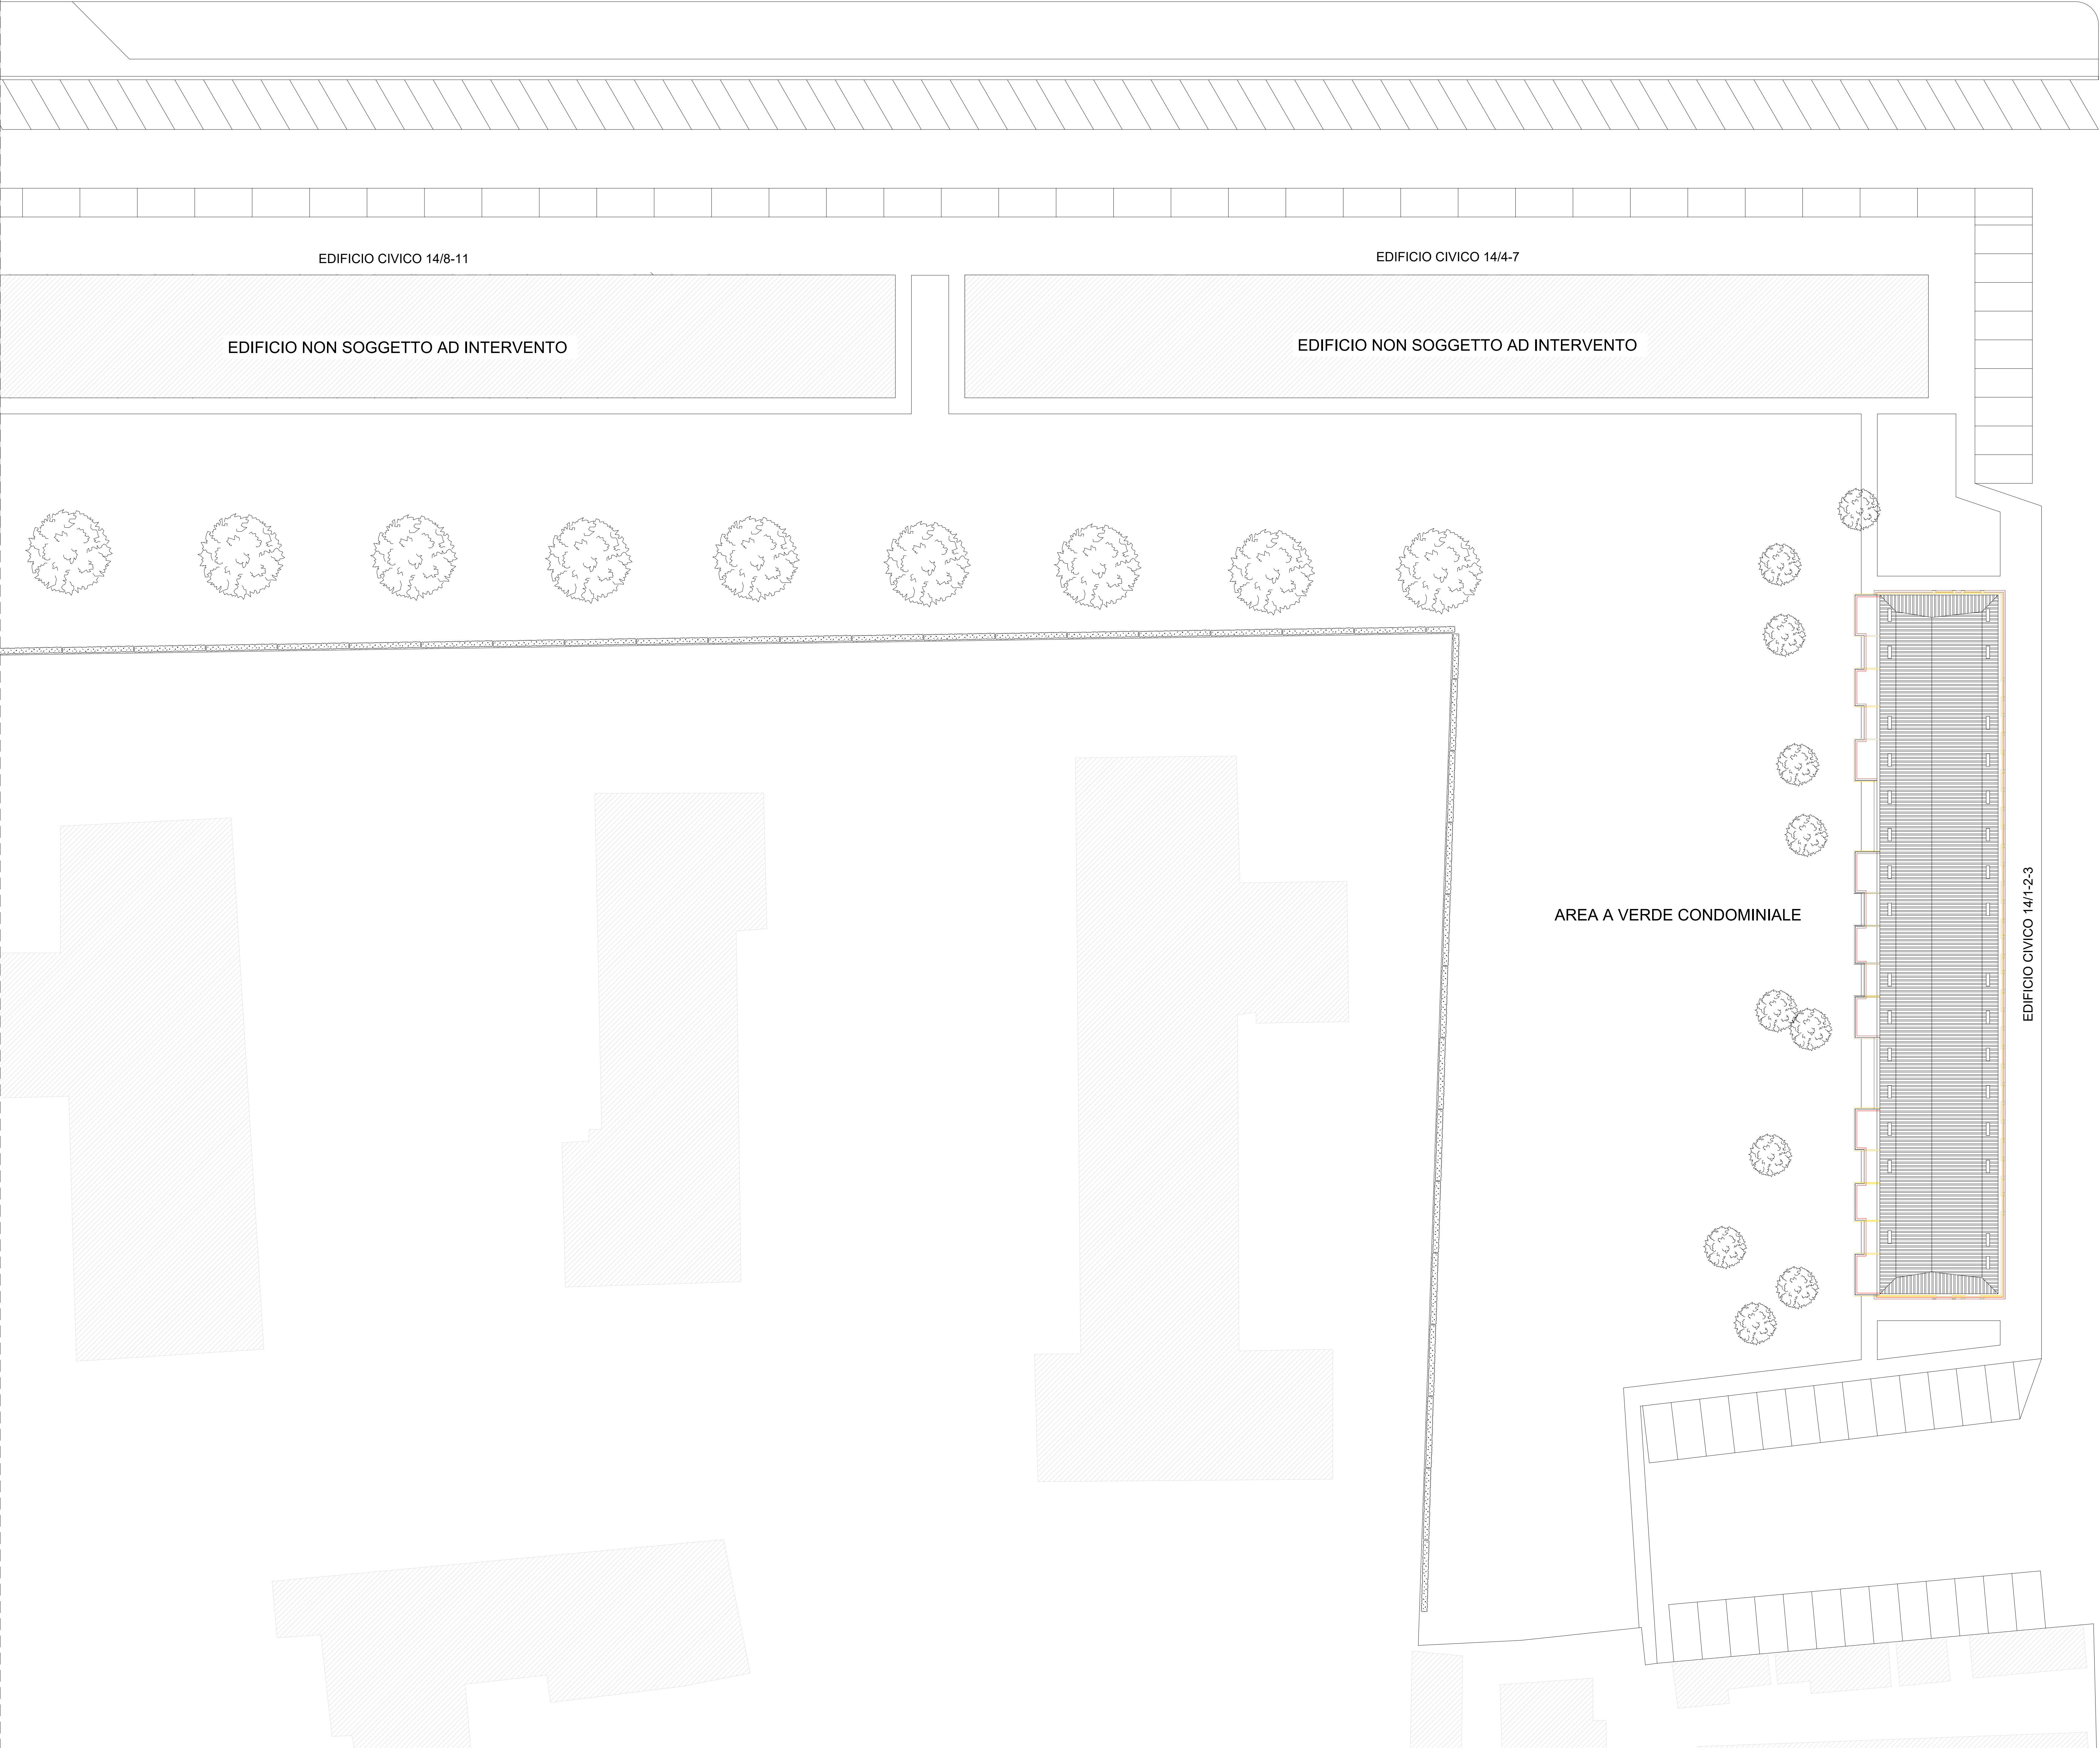 EDIFICIO CIVICO 14/8-11
EDIFICIO CIVICO 14/4-7
EDIFICIO NON SOGGETTO AD INTERVENTO
EDIFICIO NON SOGGETTO AD INTERVENTO
AREA A VERDE CONDOMINIALE
EDIFICIO CIVICO 14/1-2-3